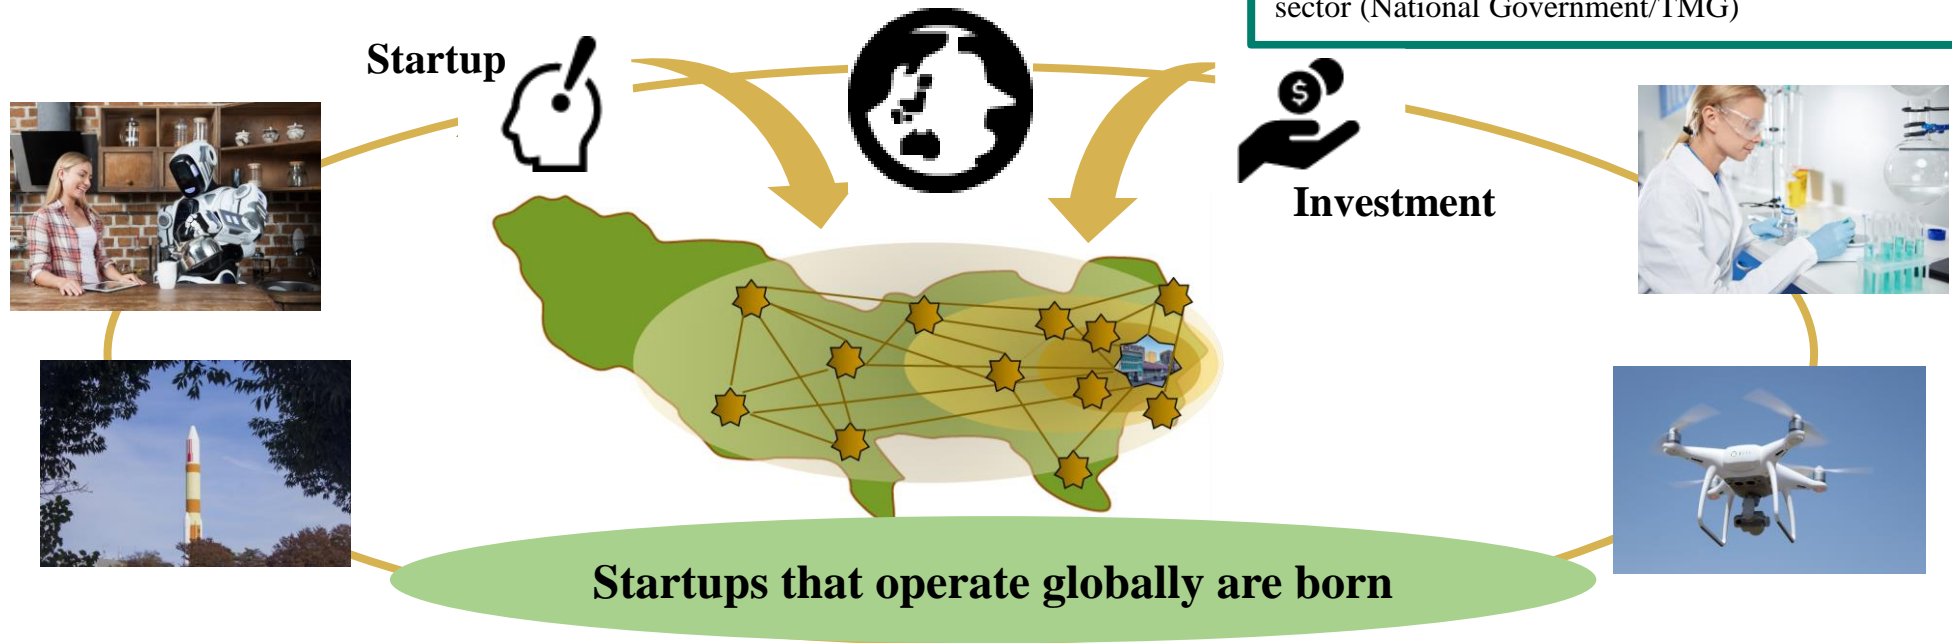 sector (National Government/TMG)
Startup
$
Investment
Startups that operate globally are born